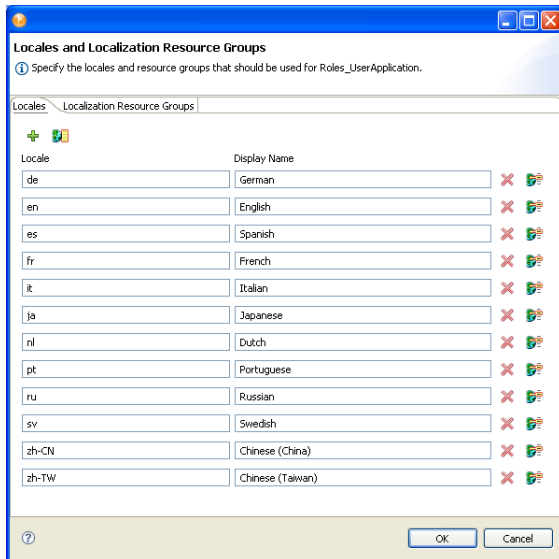 Locales and Localization Resource Groups
Specify the locales and resource groups that should be used for Roles_UserApplication.
Locales Localization Resource Groups
Locale Display Name
de German
en English
es Spanish
fr French
it Italian
ja Japanese
nl Dutch
pt Portuguese
ru Russian
sv Swedish
zh-CN Chinese (China)
zh-TW Chinese (Taiwan)
OK Cancel